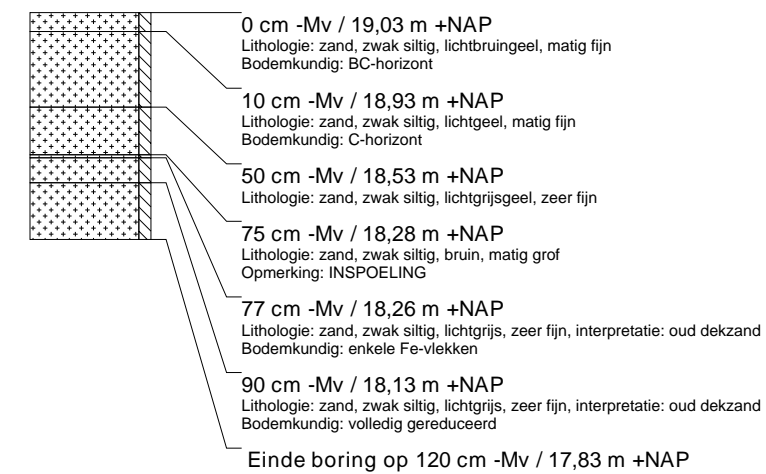 0 cm -Mv / 19,03 m +NAP
Lithologie: zand, zwak siltig, lichtbruingeel, matig fijn
Bodemkundig: BC-horizont
10 cm -Mv / 18,93 m +NAP
Lithologie: zand, zwak siltig, lichtgeel, matig fijn
Bodemkundig: C-horizont
50 cm -Mv / 18,53 m +NAP
Lithologie: zand, zwak siltig, lichtgrijsgeel, zeer fijn
75 cm -Mv / 18,28 m +NAP
Lithologie: zand, zwak siltig, bruin, matig grof
Opmerking: INSPOELING
77 cm -Mv / 18,26 m +NAP
Lithologie: zand, zwak siltig, lichtgrijs, zeer fijn, interpretatie: oud dekzand
Bodemkundig: enkele Fe-vlekken
90 cm -Mv / 18,13 m +NAP
Lithologie: zand, zwak siltig, lichtgrijs, zeer fijn, interpretatie: oud dekzand
Bodemkundig: volledig gereduceerd
Einde boring op 120 cm -Mv / 17,83 m +NAP